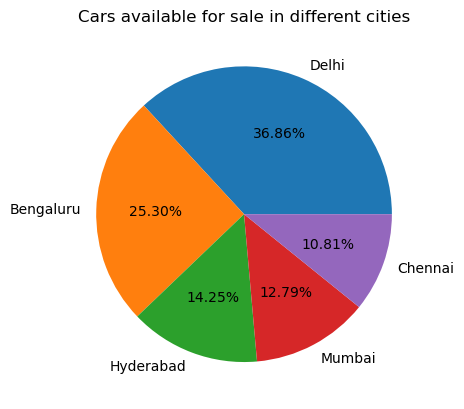 Cars available for sale in different cities
Delhi
36.86%
Bengaluru
25.30%
10.81%
Chennai
14.25%
12.79%
Hyderabad
Mumbai